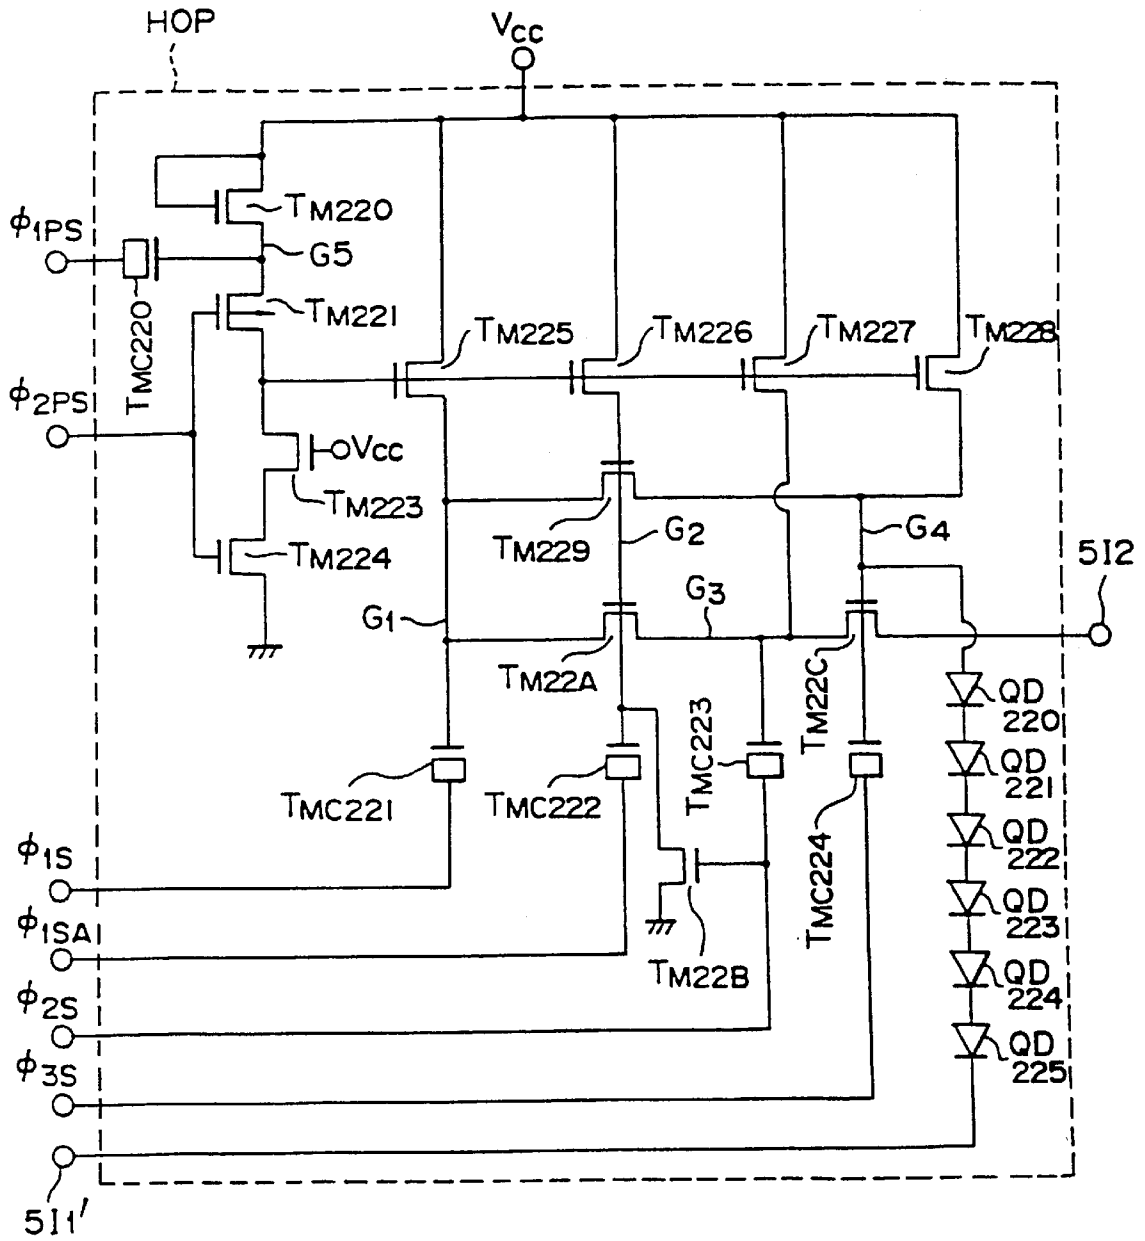 HOP
VCC
TM220
ϕ1PS
G5
TMC220
TM221
TM225
TM226
TM227
TM228
ϕ2PS
VCC
TM223
TM229
G2
G4
TM224
5I2
G1
G3
TM22A
TM22C
QD
220
TMC221
TMC222
TMC223
QD
221
QD
222
TMC224
ϕ1S
QD
223
ϕ1SA
TM22B
QD
224
ϕ2S
QD
225
ϕ3S
5I1'